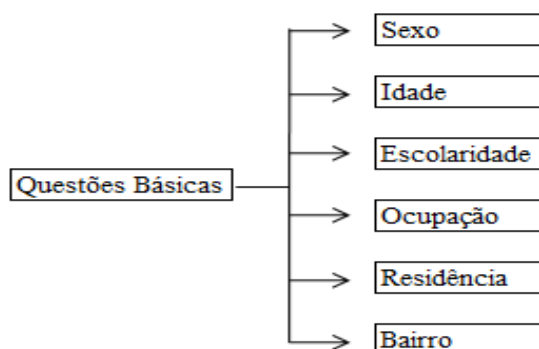 Sexo
Idade
Escolaridade
Questões Básicas
Ocupação
Residência
Bairro